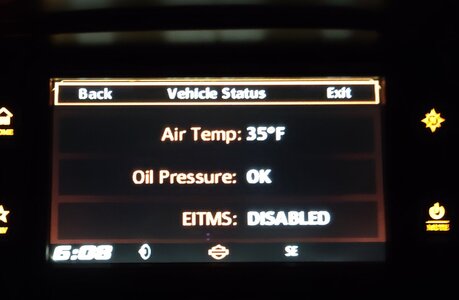 Back Vehicle Status Exit
Air Temp: 35°F
Oil Pressure: OK
EITMS: DISABLED
6:08 SE